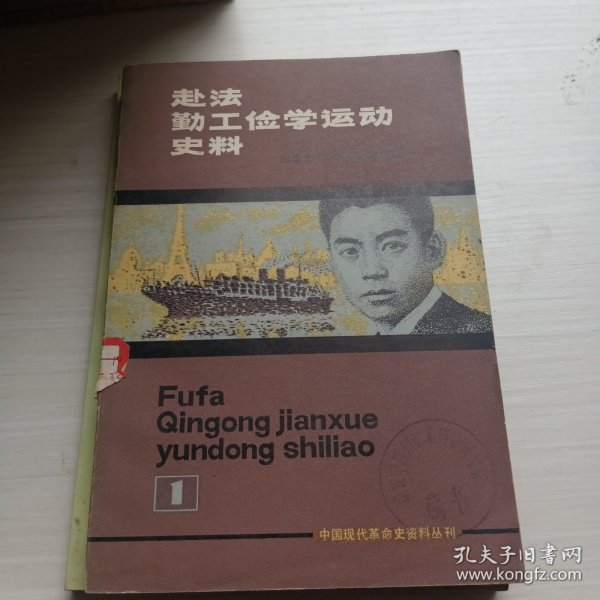 赴法
勤工俭学运动
史料
Fufa
Qingong jianxue
yundong shiliao
1
中国现代革命史资料丛刊
孔夫子旧书网
www.kongfz.com